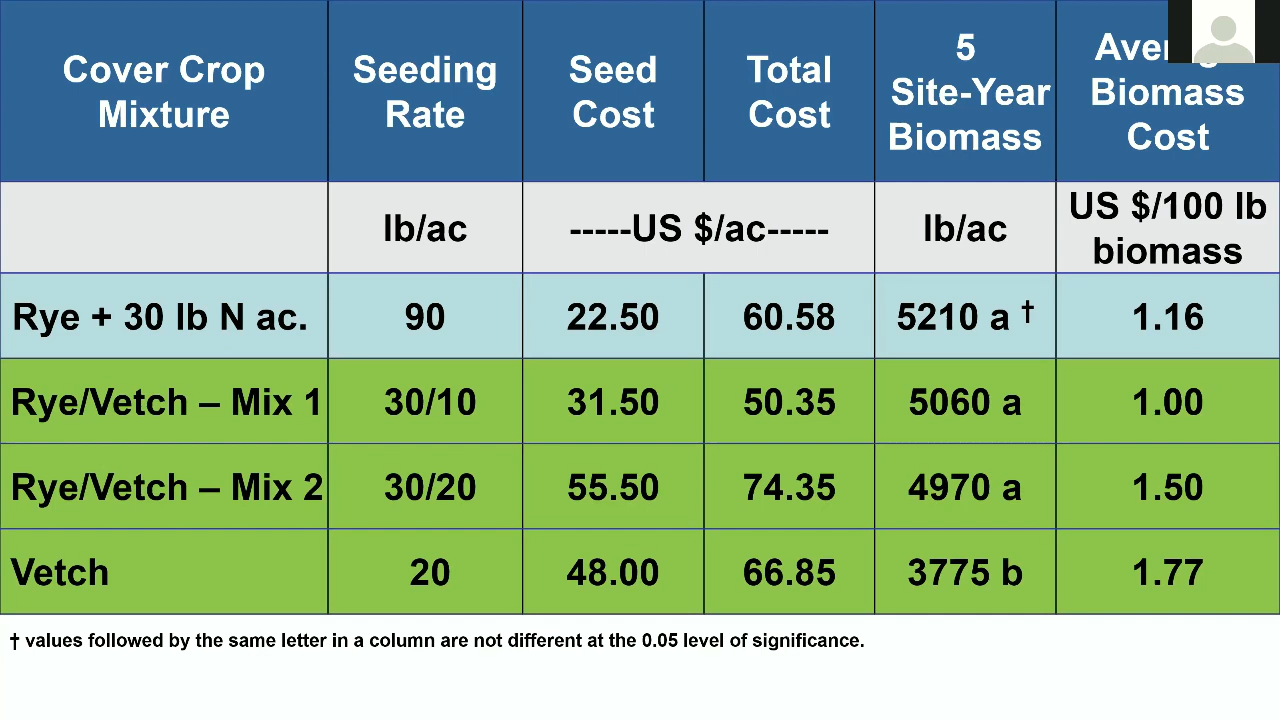 Cover Crop
Mixture
Seeding
Rate
Seed
Cost
Total
Cost
5
Site-Year
Biomass
Biomass
Cost
lb/ac
-----US $/ac-----
lb/ac
US $/100 lb
biomass
Rye + 30 lb N ac. 90 22.50 60.58 5210 a † 1.16
Rye/Vetch – Mix 1 30/10 31.50 50.35 5060 a 1.00
Rye/Vetch – Mix 2 30/20 55.50 74.35 4970 a 1.50
Vetch 20 48.00 66.85 3775 b 1.77
† values followed by the same letter in a column are not different at the 0.05 level of significance.